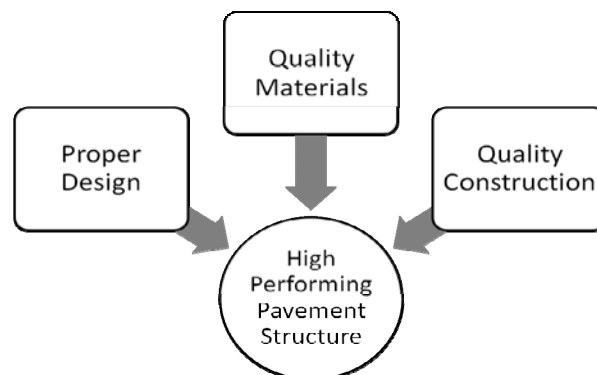 Quality
Materials
Proper
Design
Quality
Construction
High
Performing
Pavement
Structure